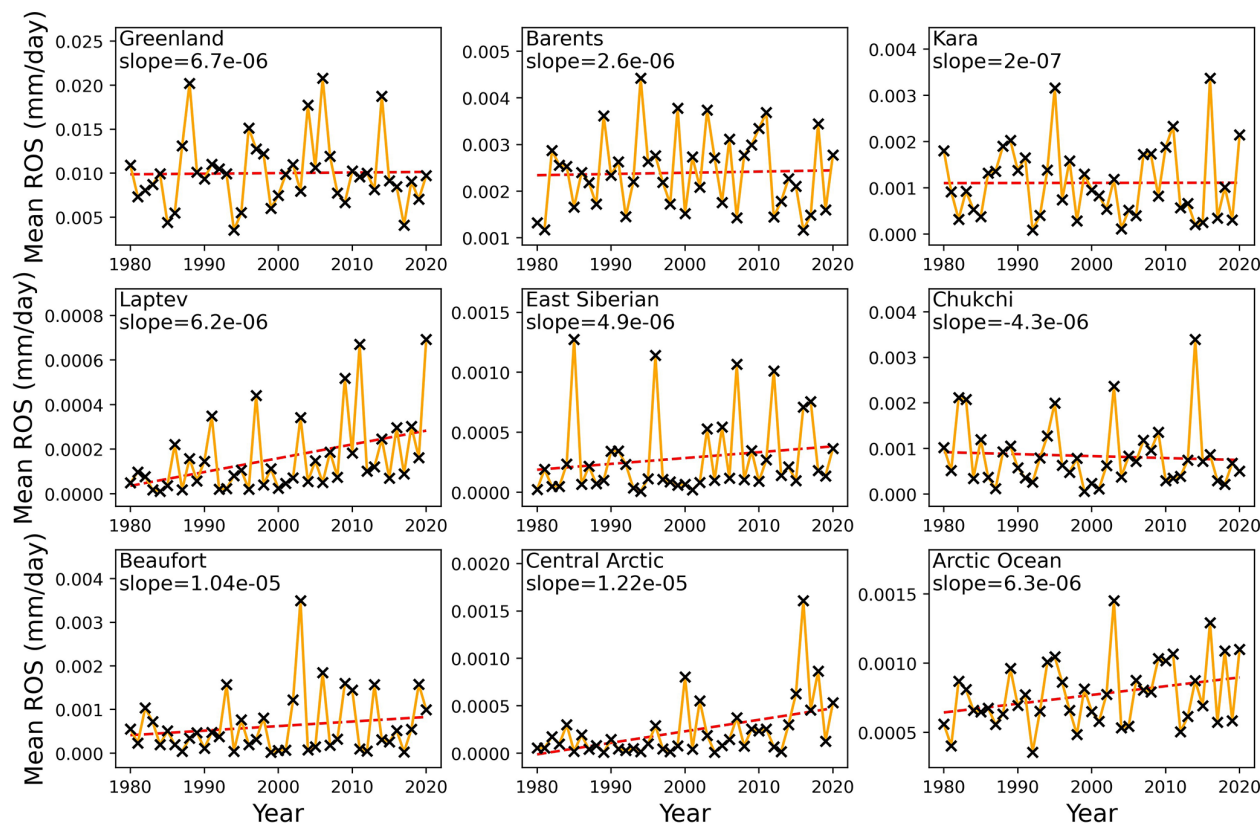 Greenland
slope=6.7e-06
Mean ROS (mm/day)
0.025
0.020
0.015
0.010
0.005
1980 1990 2000 2010 2020
Barents
slope=2.6e-06
0.005
0.004
0.003
0.002
0.001
1980 1990 2000 2010 2020
Kara
slope=2e-07
0.004
0.003
0.002
0.001
0.000
1980 1990 2000 2010 2020
Laptev
slope=6.2e-06
Mean ROS (mm/day)
0.0008
0.0006
0.0004
0.0002
0.0000
1980 1990 2000 2010 2020
East Siberian
slope=4.9e-06
0.0015
0.0010
0.0005
0.0000
1980 1990 2000 2010 2020
Chukchi
slope=-4.3e-06
0.004
0.003
0.002
0.001
0.000
1980 1990 2000 2010 2020
Beaufort
slope=1.04e-05
Mean ROS (mm/day)
0.004
0.003
0.002
0.001
0.000
1980 1990 2000 2010 2020
Year
Central Arctic
slope=1.22e-05
0.0020
0.0015
0.0010
0.0005
0.0000
1980 1990 2000 2010 2020
Year
Arctic Ocean
slope=6.3e-06
0.0015
0.0010
0.0005
1980 1990 2000 2010 2020
Year